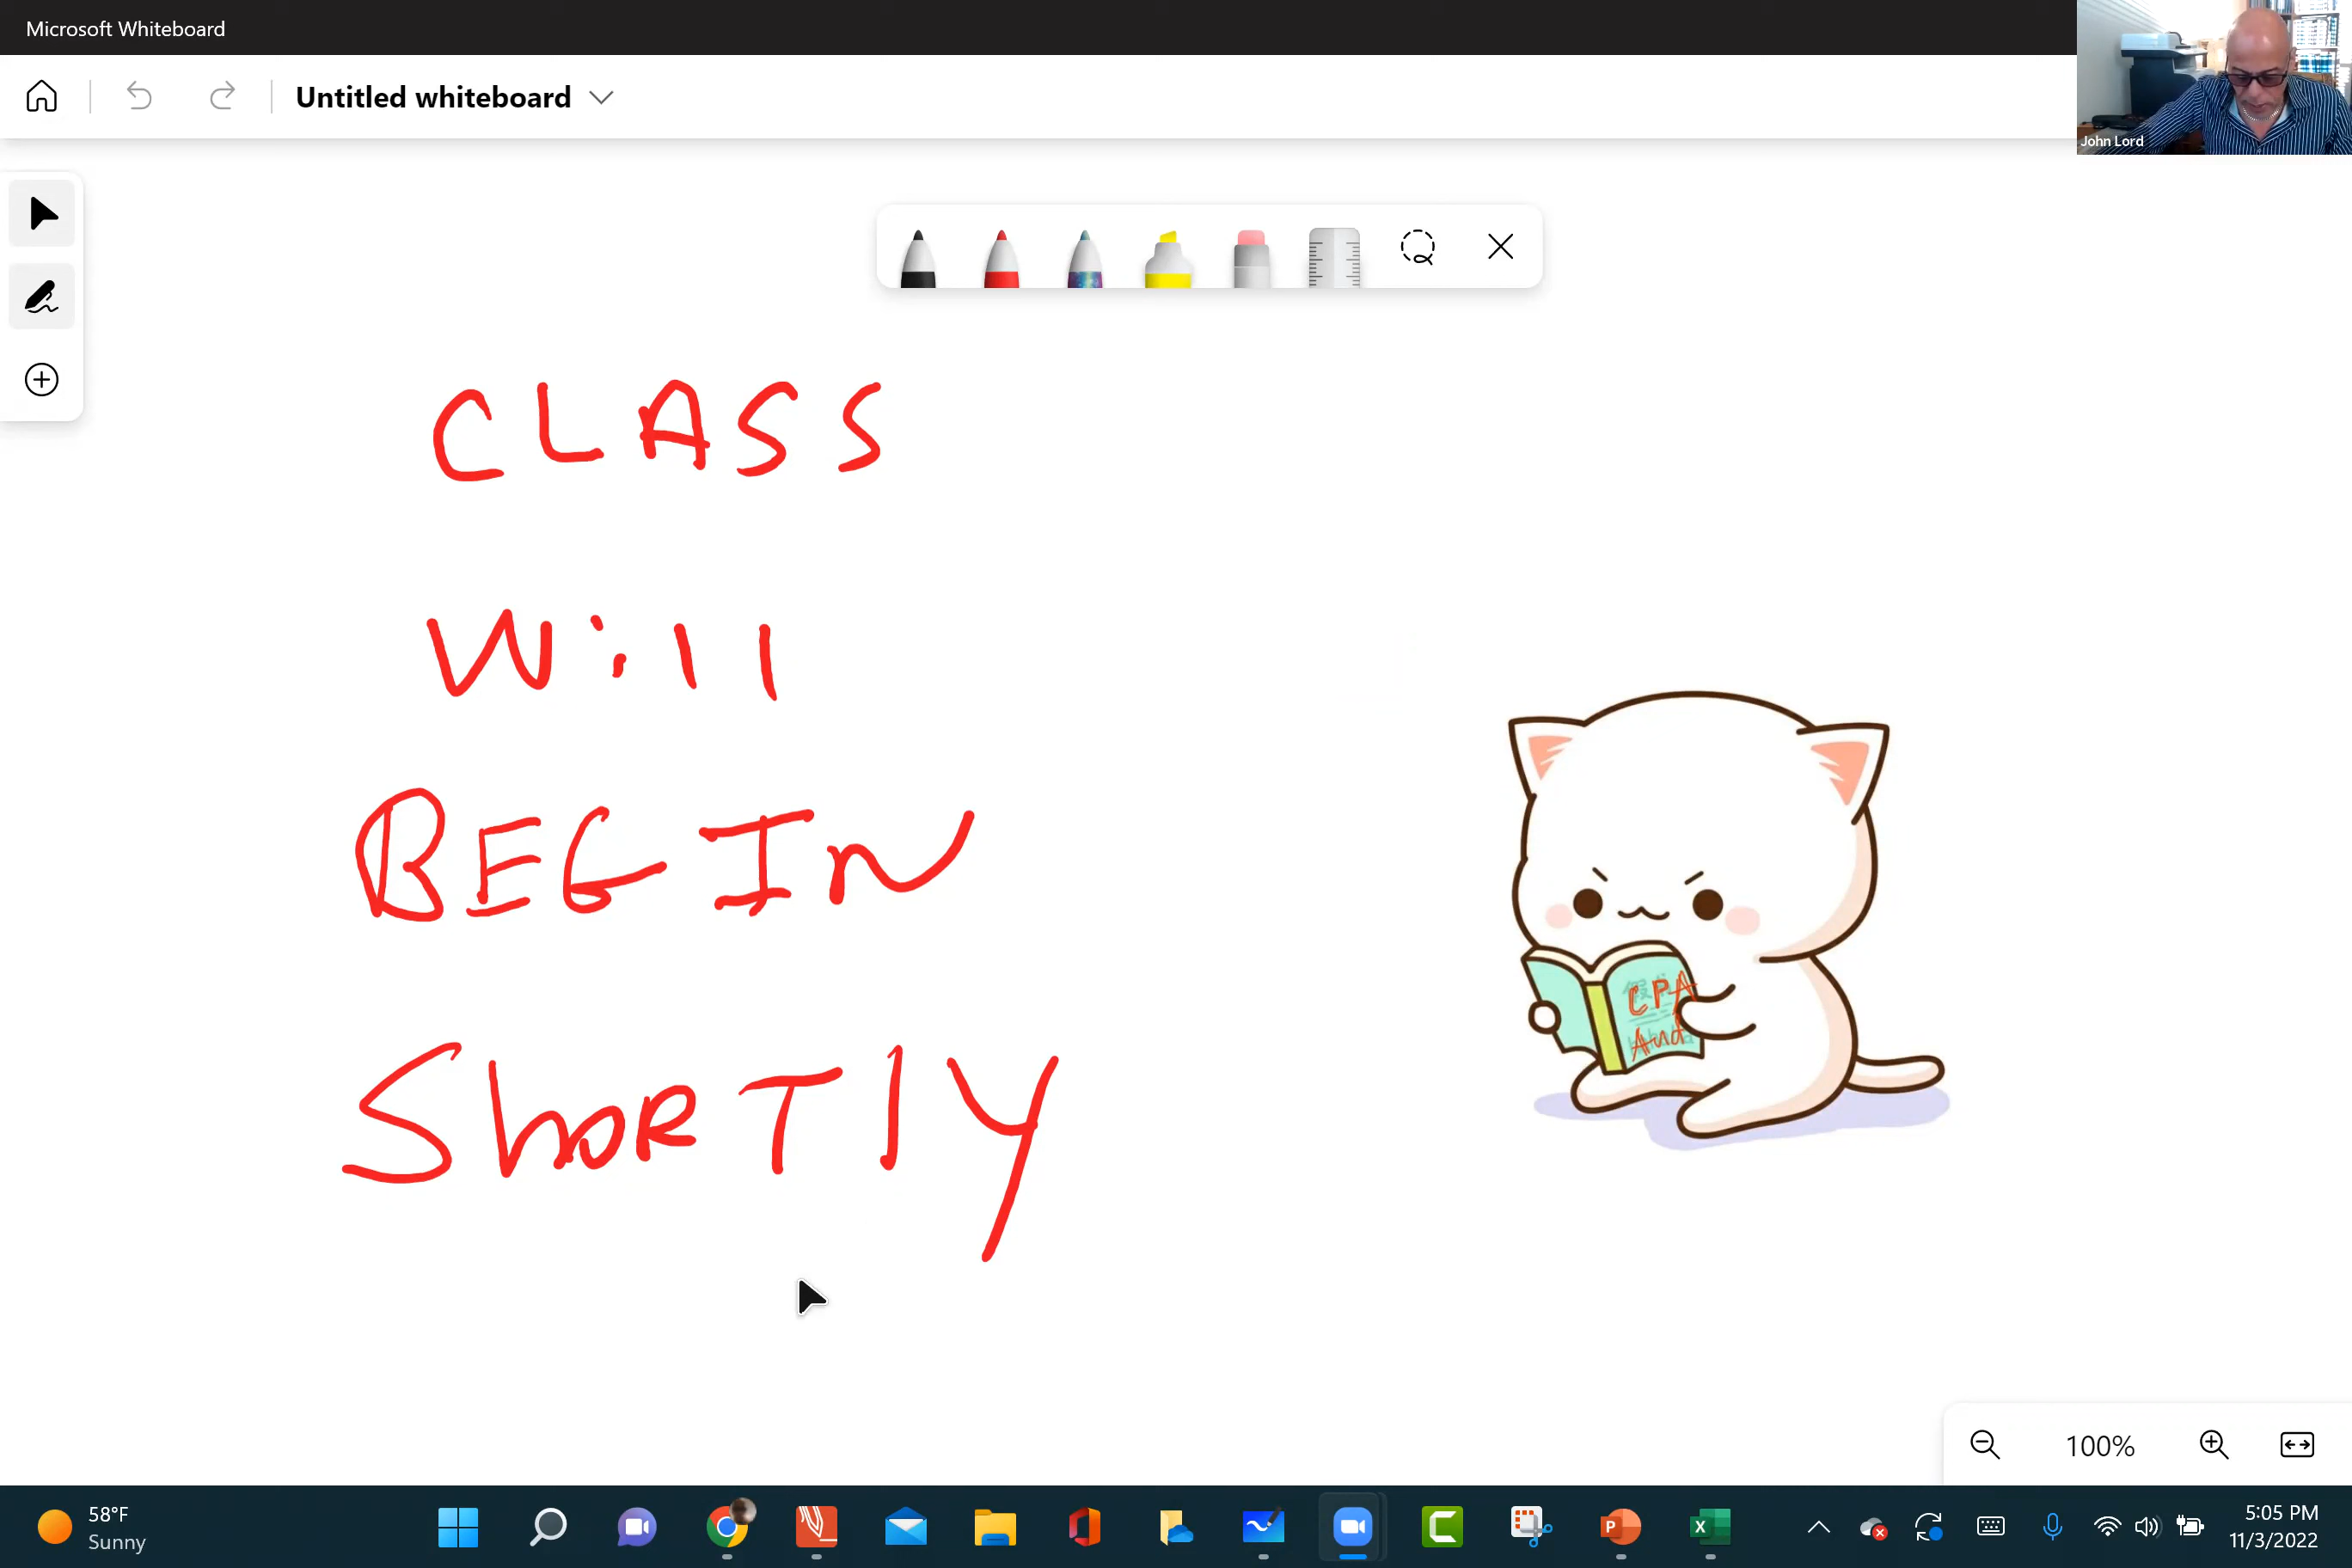 Microsoft Whiteboard
Untitled whiteboard
John Lord
CLASS
Will
BEGIN
ShoRTlY
CPA
Aud
100%
58°F
Sunny
5:05 PM
11/3/2022